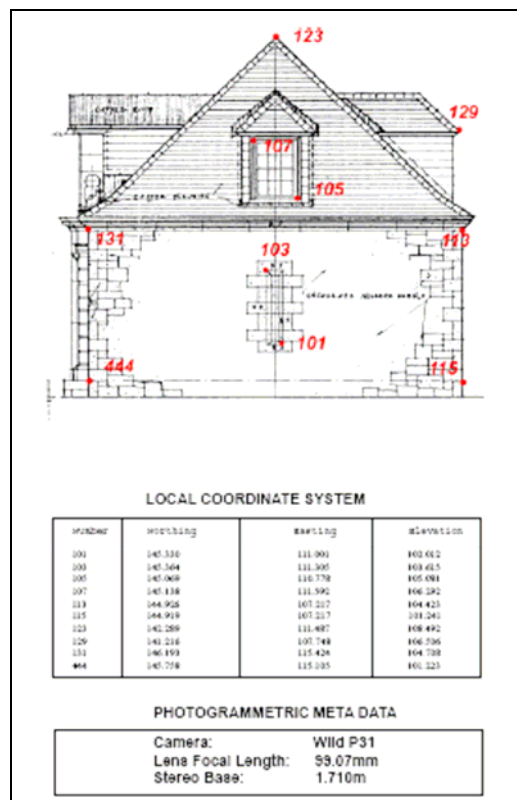 123
129
107
105
131
113
103
101
444
115
LOCAL COORDINATE SYSTEM
Number Northing Easting Elevation
101 145.330 111.001 102.012
103 145.364 111.305 103.615
105 145.069 110.778 105.081
107 145.138 111.592 106.292
113 144.926 107.217 104.423
115 144.919 107.217 101.241
123 142.289 111.487 108.492
129 141.216 107.748 106.506
131 146.193 115.424 104.708
444 145.758 115.105 101.223
PHOTOGRAMMETRIC META DATA
Camera: Wild P31
Lens Focal Length: 99.07mm
Stereo Base: 1.710m